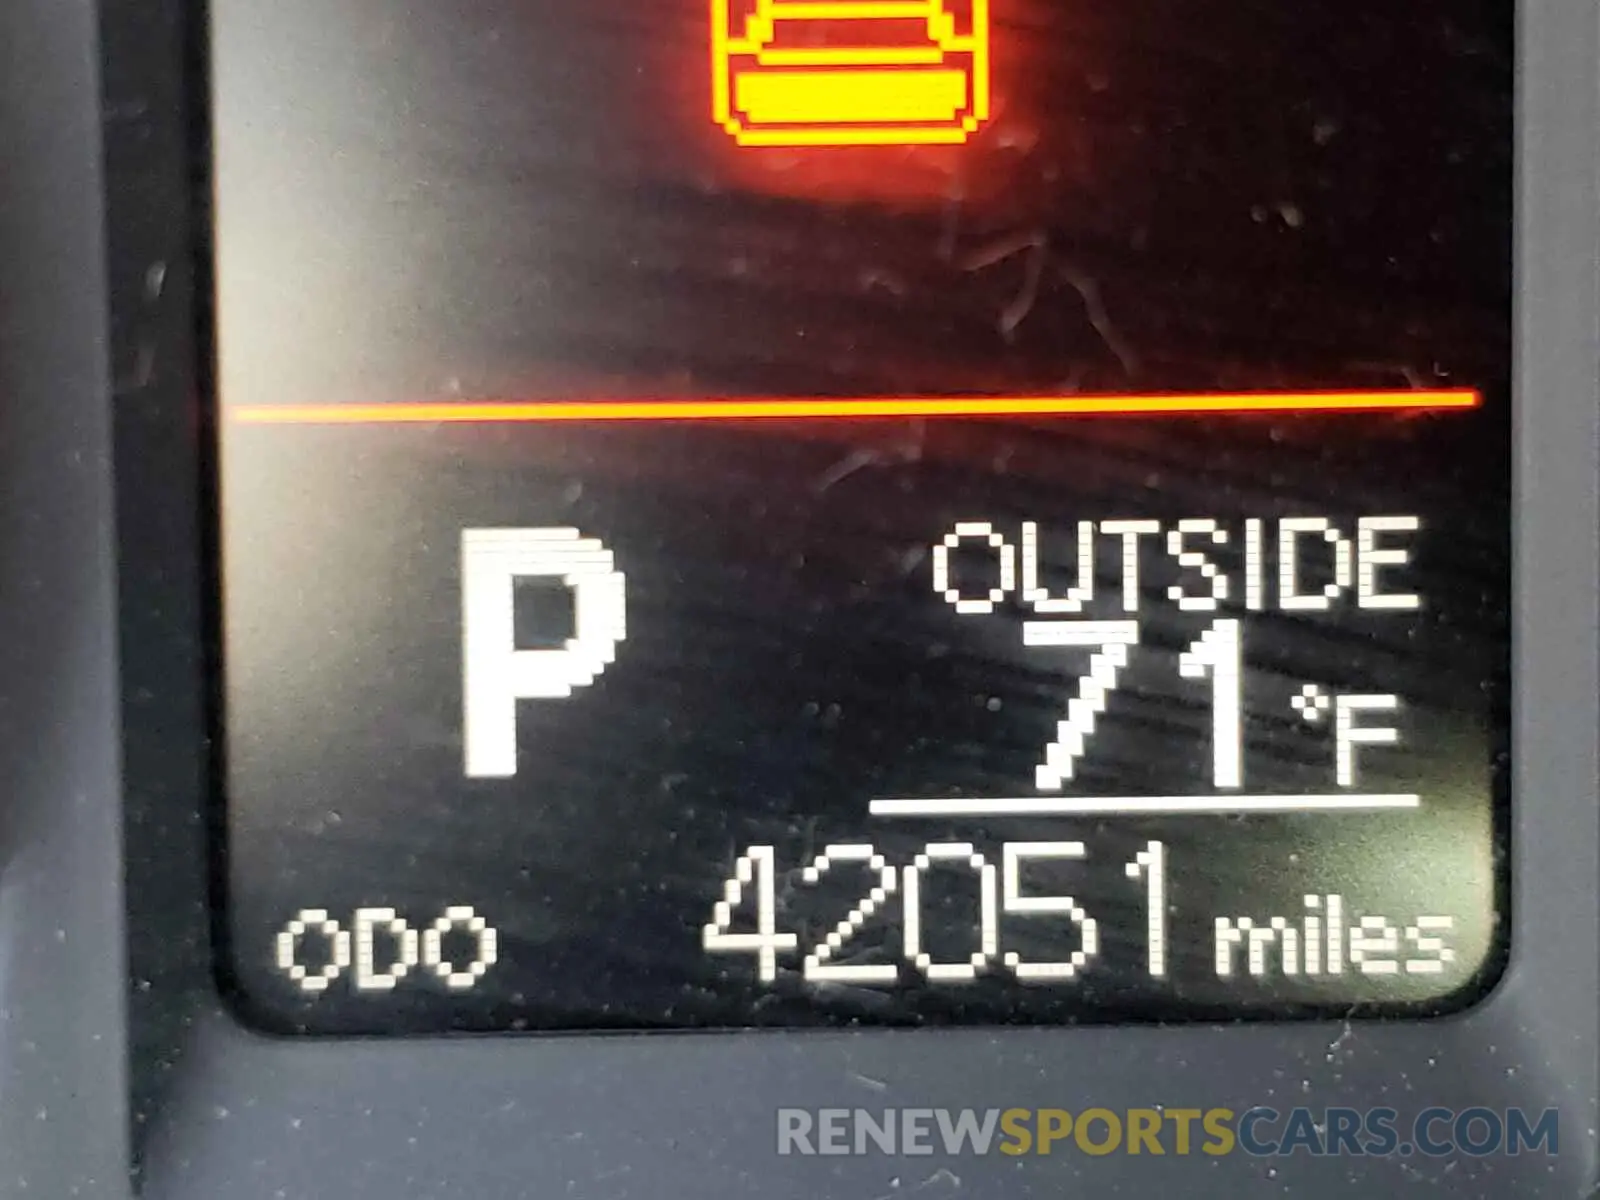 P
OUTSIDE
71 °F
ODO 42051 miles
RENEWSPORTSCARS.COM